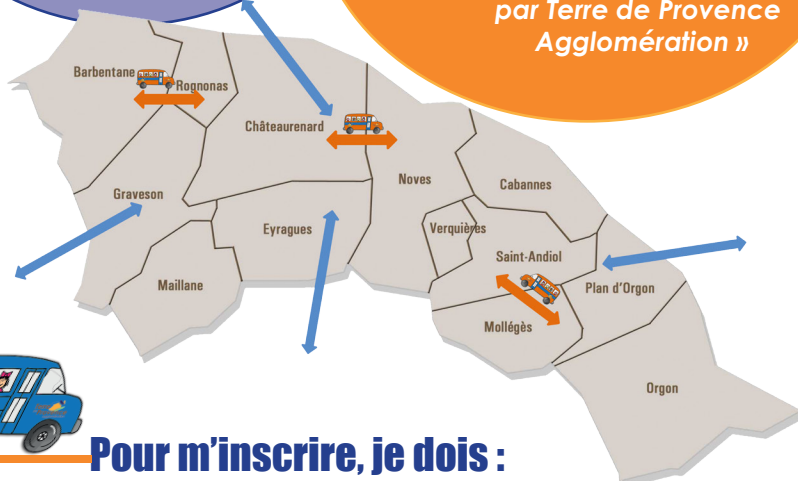 par Terre de Provence
Agglomération »
Barbentane
Rognonas
Châteaurenard
Noves
Cabannes
Graveson
Eyragues
Verquières
Saint-Andiol
Maillane
Plan d’Orgon
Mollégès
Orgon
Pour m’inscrire, je dois :